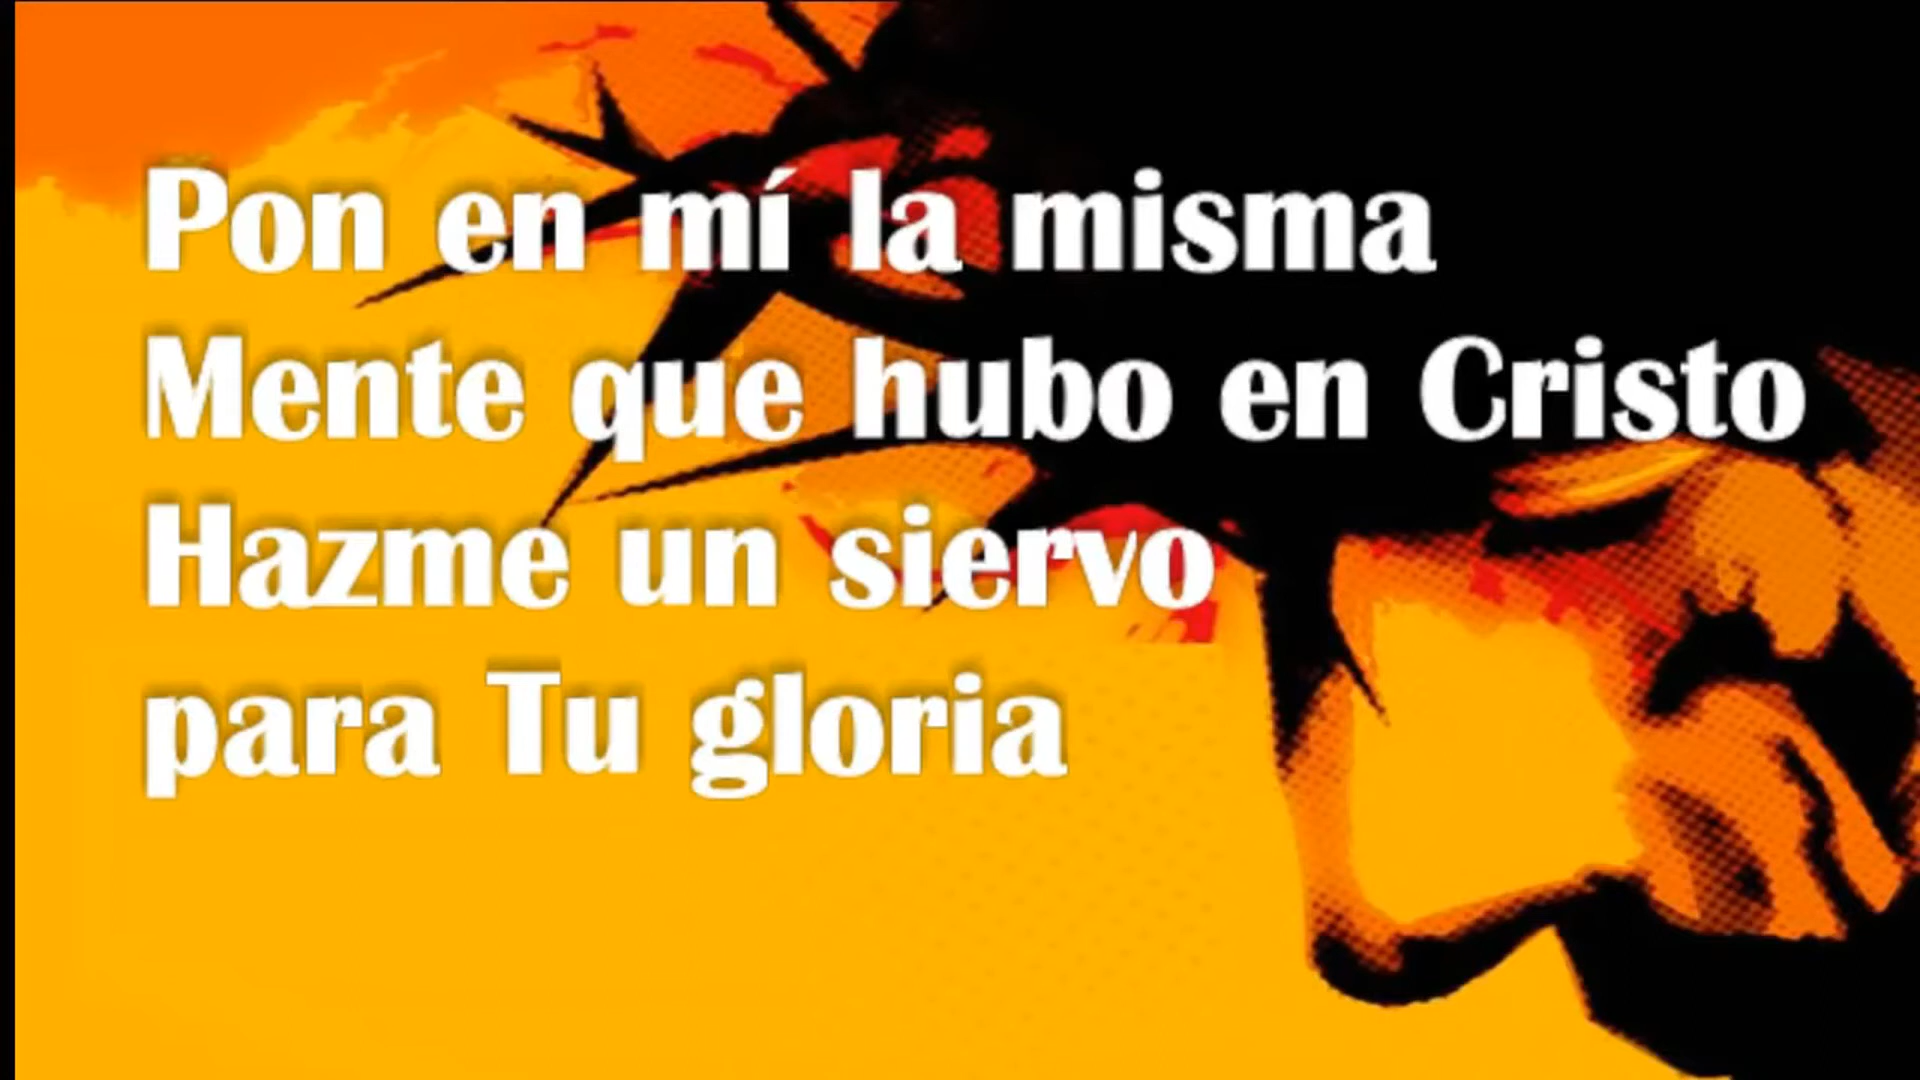 Pon en mí la misma
Mente que hubo en Cristo
Hazme un siervo
para Tu gloria